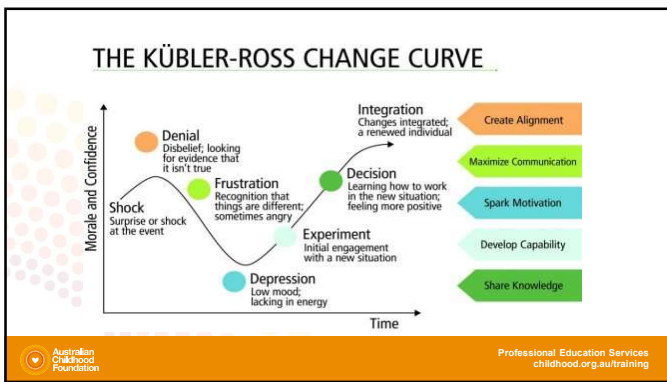 THE KÜBLER-ROSS CHANGE CURVE
Morale and Confidence
Shock
Surprise or shock
at the event
Denial
Disbelief; looking
for evidence that
it isn't true
Frustration
Recognition that
things are different;
sometimes angry
Depression
Low mood;
lacking in energy
Experiment
Initial engagement
with a new situation
Decision
Learning how to work
in the new situation;
feeling more positive
Integration
Changes integrated;
a renewed individual
Time
Create Alignment
Maximize Communication
Spark Motivation
Develop Capability
Share Knowledge
Australian
Childhood
Foundation
Professional Education Services
childhood.org.au/training